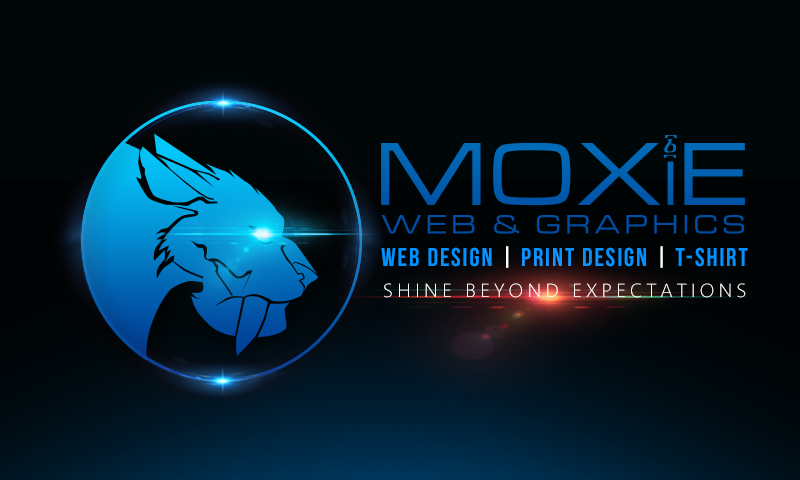 MOXiE
WEB & GRAPHICS
WEB DESIGN | PRINT DESIGN | T-SHIRT
SHINE BEYOND EXPECTATIONS